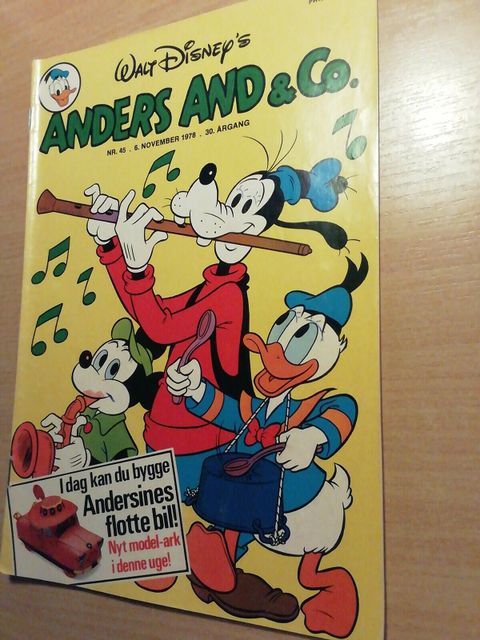 WALT DISNEY'S
ANDERS AND & Co.
NR. 45 . 6. NOVEMBER 1978 . 30. ÅRGANG
I dag kan du bygge
Andersines
flotte bil!
Nyt model-ark
i denne uge!